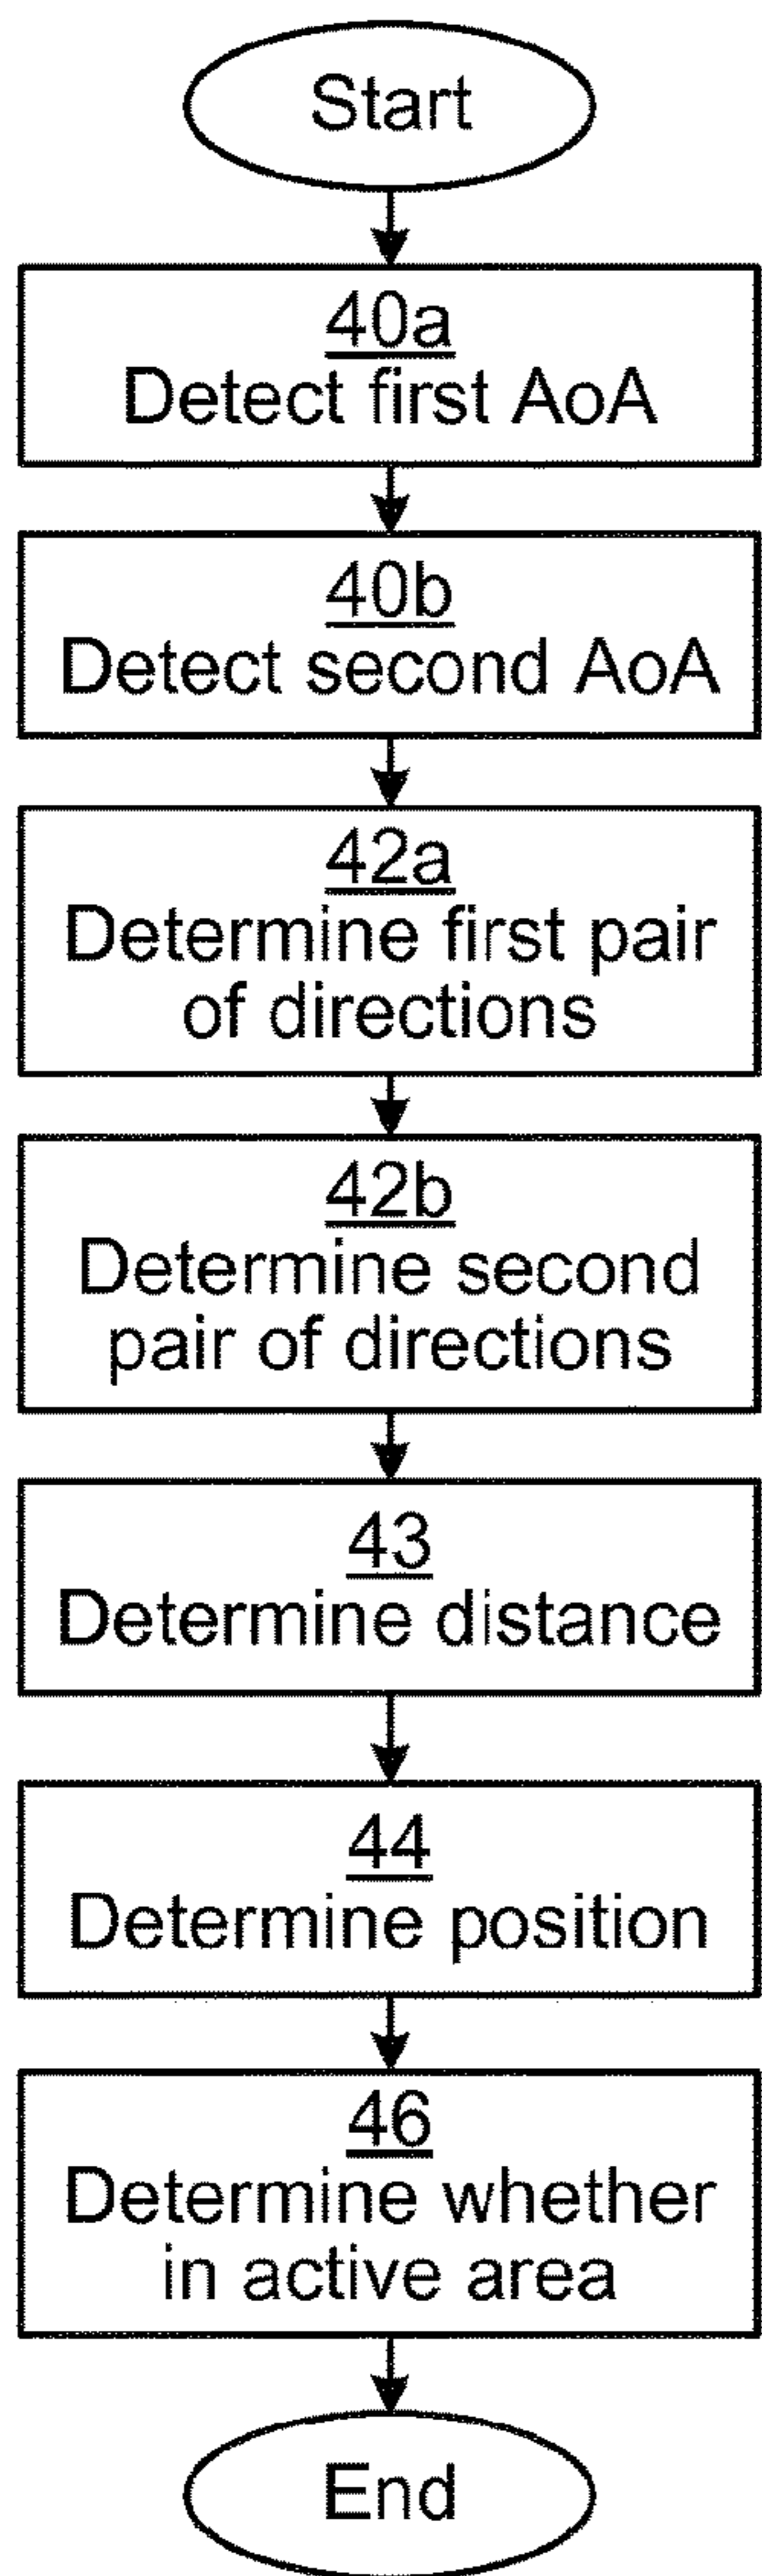 Start
40a
Detect first AoA
40b
Detect second AoA
42a
Determine first pair
of directions
42b
Determine second
pair of directions
43
Determine distance
44
Determine position
46
Determine whether
in active area
End